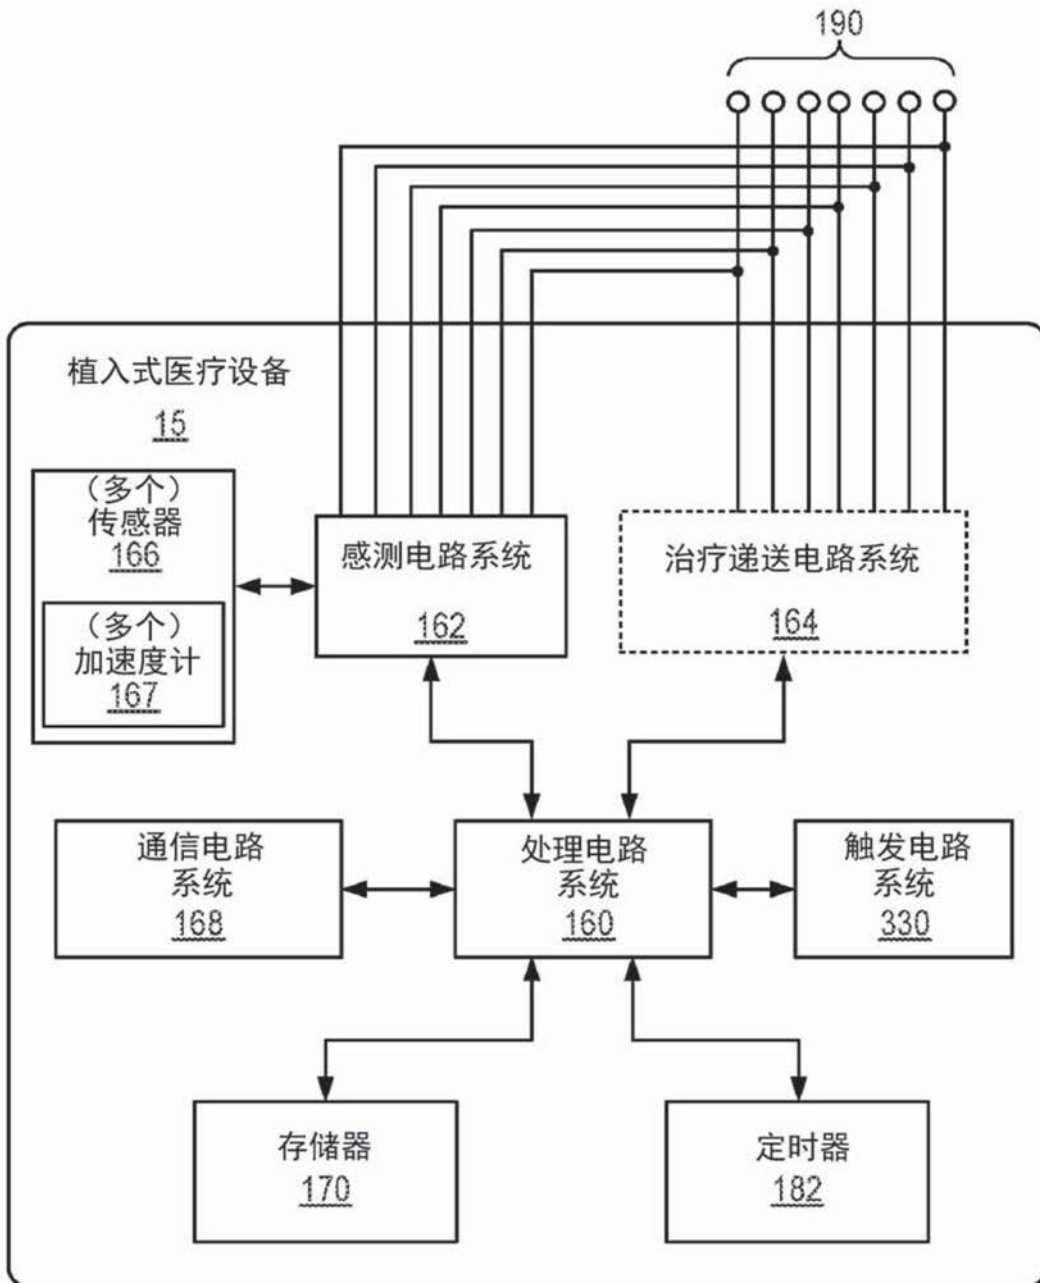 190
植入式医疗设备
15
（多个）
传感器
166
（多个）
加速度计
167
感测电路系统
162
治疗递送电路系统
164
通信电路
系统
168
处理电路
系统
160
触发电路
系统
330
存储器
170
定时器
182